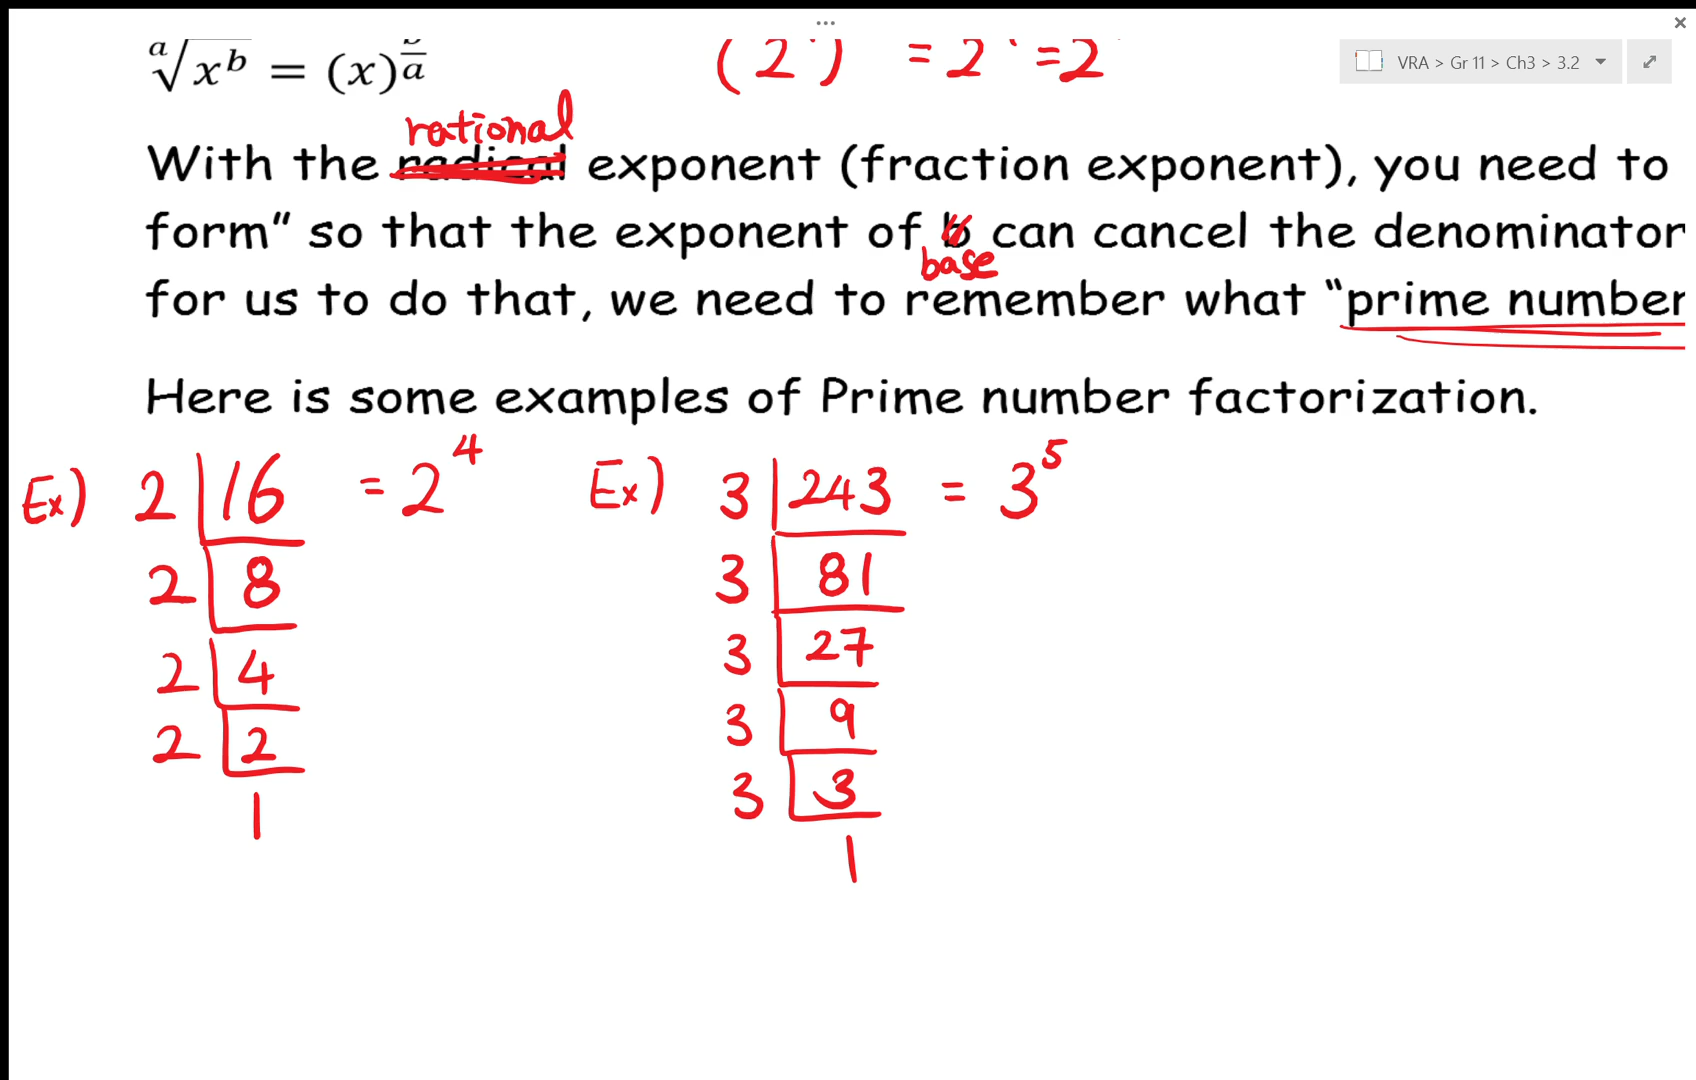 ᵃ√xᵇ = (x)^(b/a)
(2 ) = 2 = 2
VRA > Gr 11 > Ch3 > 3.2
rational
With the radical exponent (fraction exponent), you need to
form" so that the exponent of b can cancel the denominator
base
for us to do that, we need to remember what "prime number
Here is some examples of Prime number factorization.
Ex) 2 | 16 = 2⁴ Ex) 3 | 243 = 3⁵
2 | 8 3 | 81
2 | 4 3 | 27
2 | 2 3 | 9
1 3 | 3
1